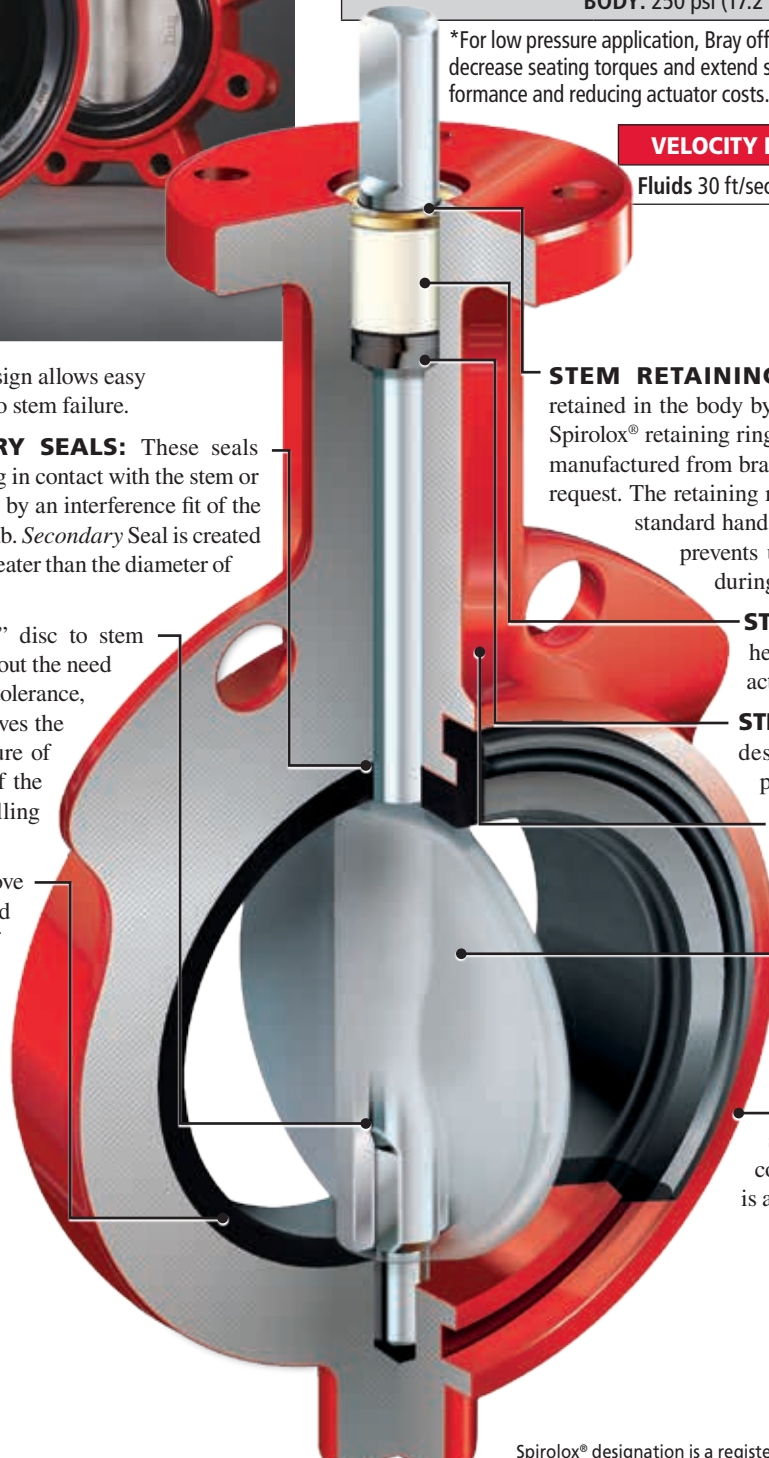 BODY: 250 psi (17.2
*For low pressure application, Bray off
decrease seating torques and extend s
formance and reducing actuator costs.
VELOCITY
Fluids 30 ft/sec
sign allows easy
o stem failure.
RY SEALS: These seals
g in contact with the stem or
by an interference fit of the
b. Secondary Seal is created
eater than the diameter of
” disc to stem
out the need
olerance,
ves the
ure of
f the
lling
ove
d
STEM RETAINING
retained in the body by
Spirolox® retaining ring
manufactured from bra
request. The retaining r
standard hand
prevents
during
ST
he
act
STE
des
p
co
is a
Spirolox® designation is a registe